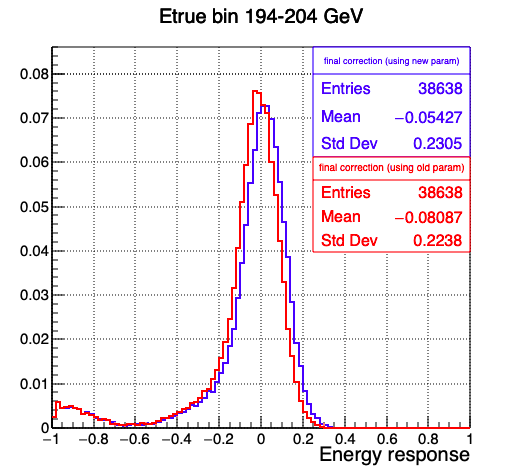 Etrue bin 194-204 GeV
final correction (using new param)
Entries 38638
Mean −0.05427
Std Dev 0.2305
final correction (using old param)
Entries 38638
Mean −0.08087
Std Dev 0.2238
0.08
0.07
0.06
0.05
0.04
0.03
0.02
0.01
0
−1 −0.8 −0.6 −0.4 −0.2 0 0.2 0.4 0.6 0.8 1
Energy response